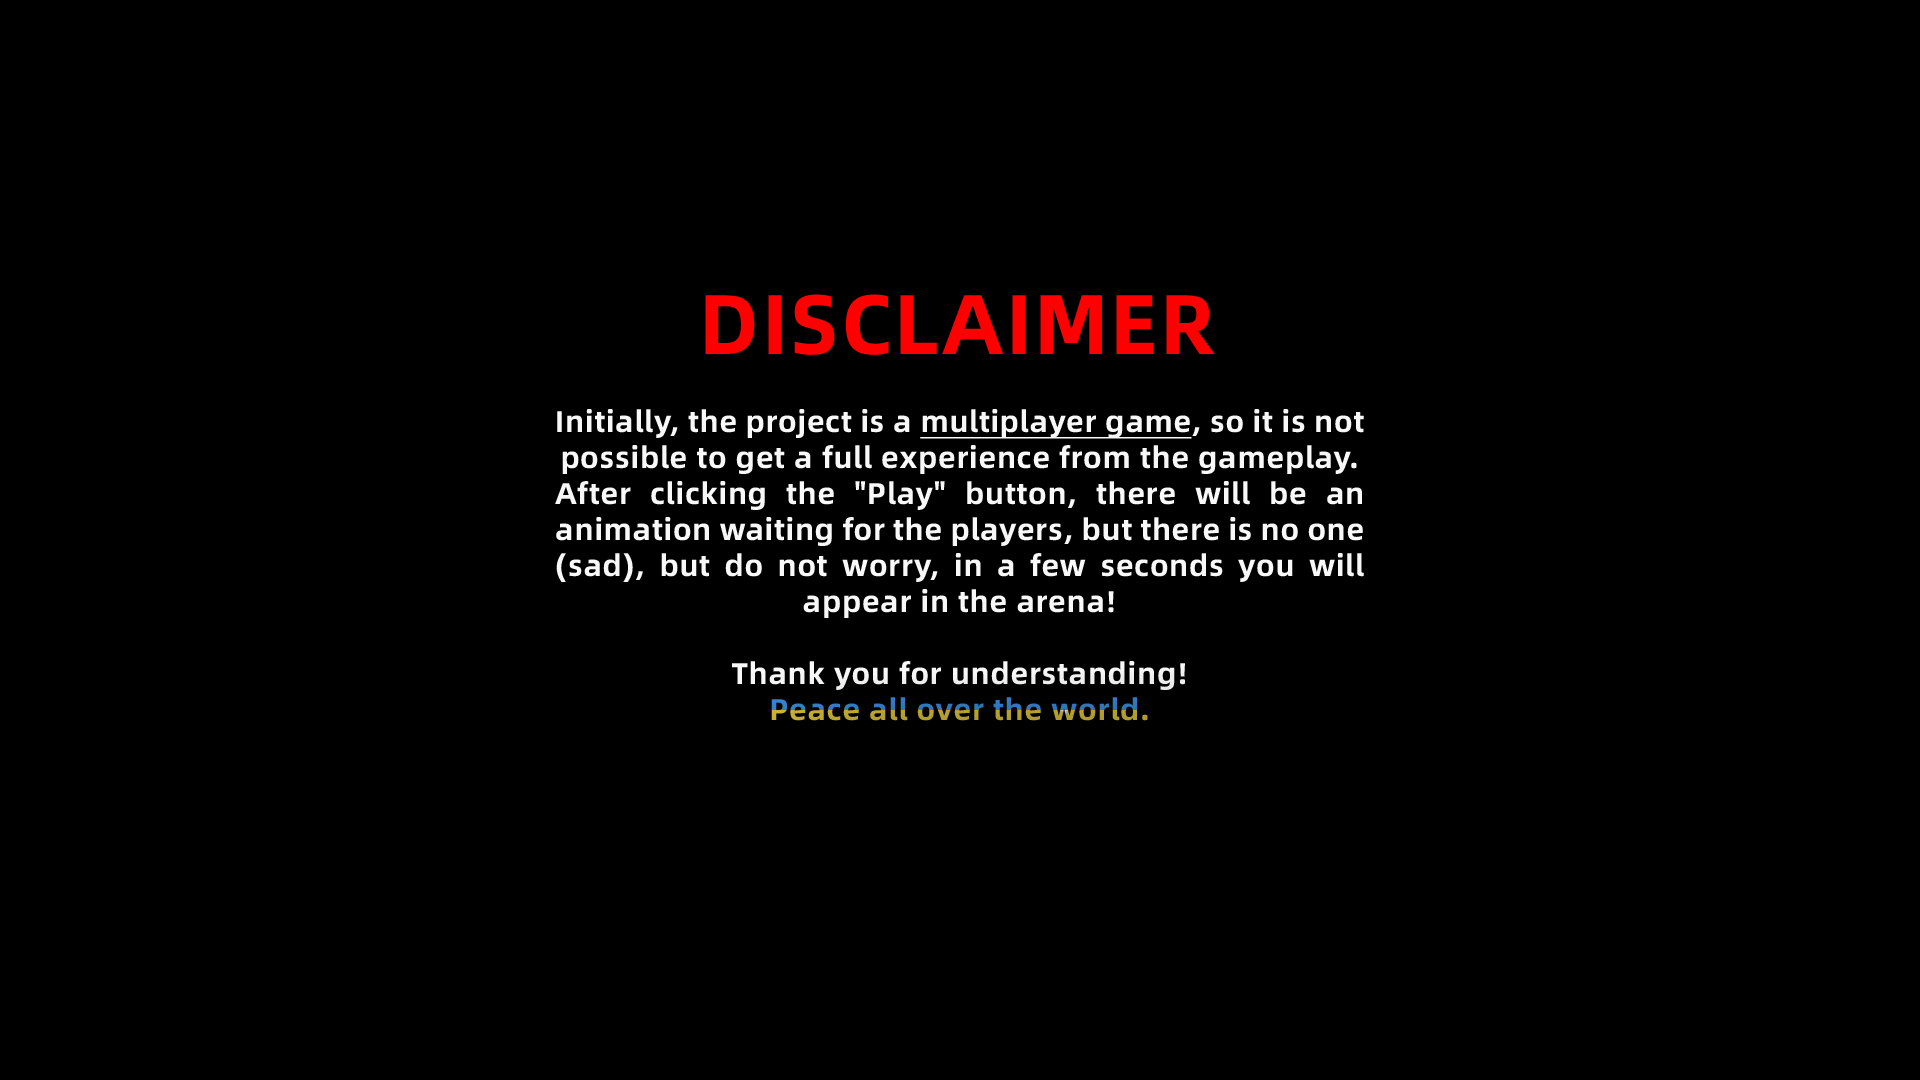 DISCLAIMER
Initially, the project is a multiplayer game, so it is not
possible to get a full experience from the gameplay.
After clicking the "Play" button, there will be an
animation waiting for the players, but there is no one
(sad), but do not worry, in a few seconds you will
appear in the arena!
Thank you for understanding!
Peace all over the world.